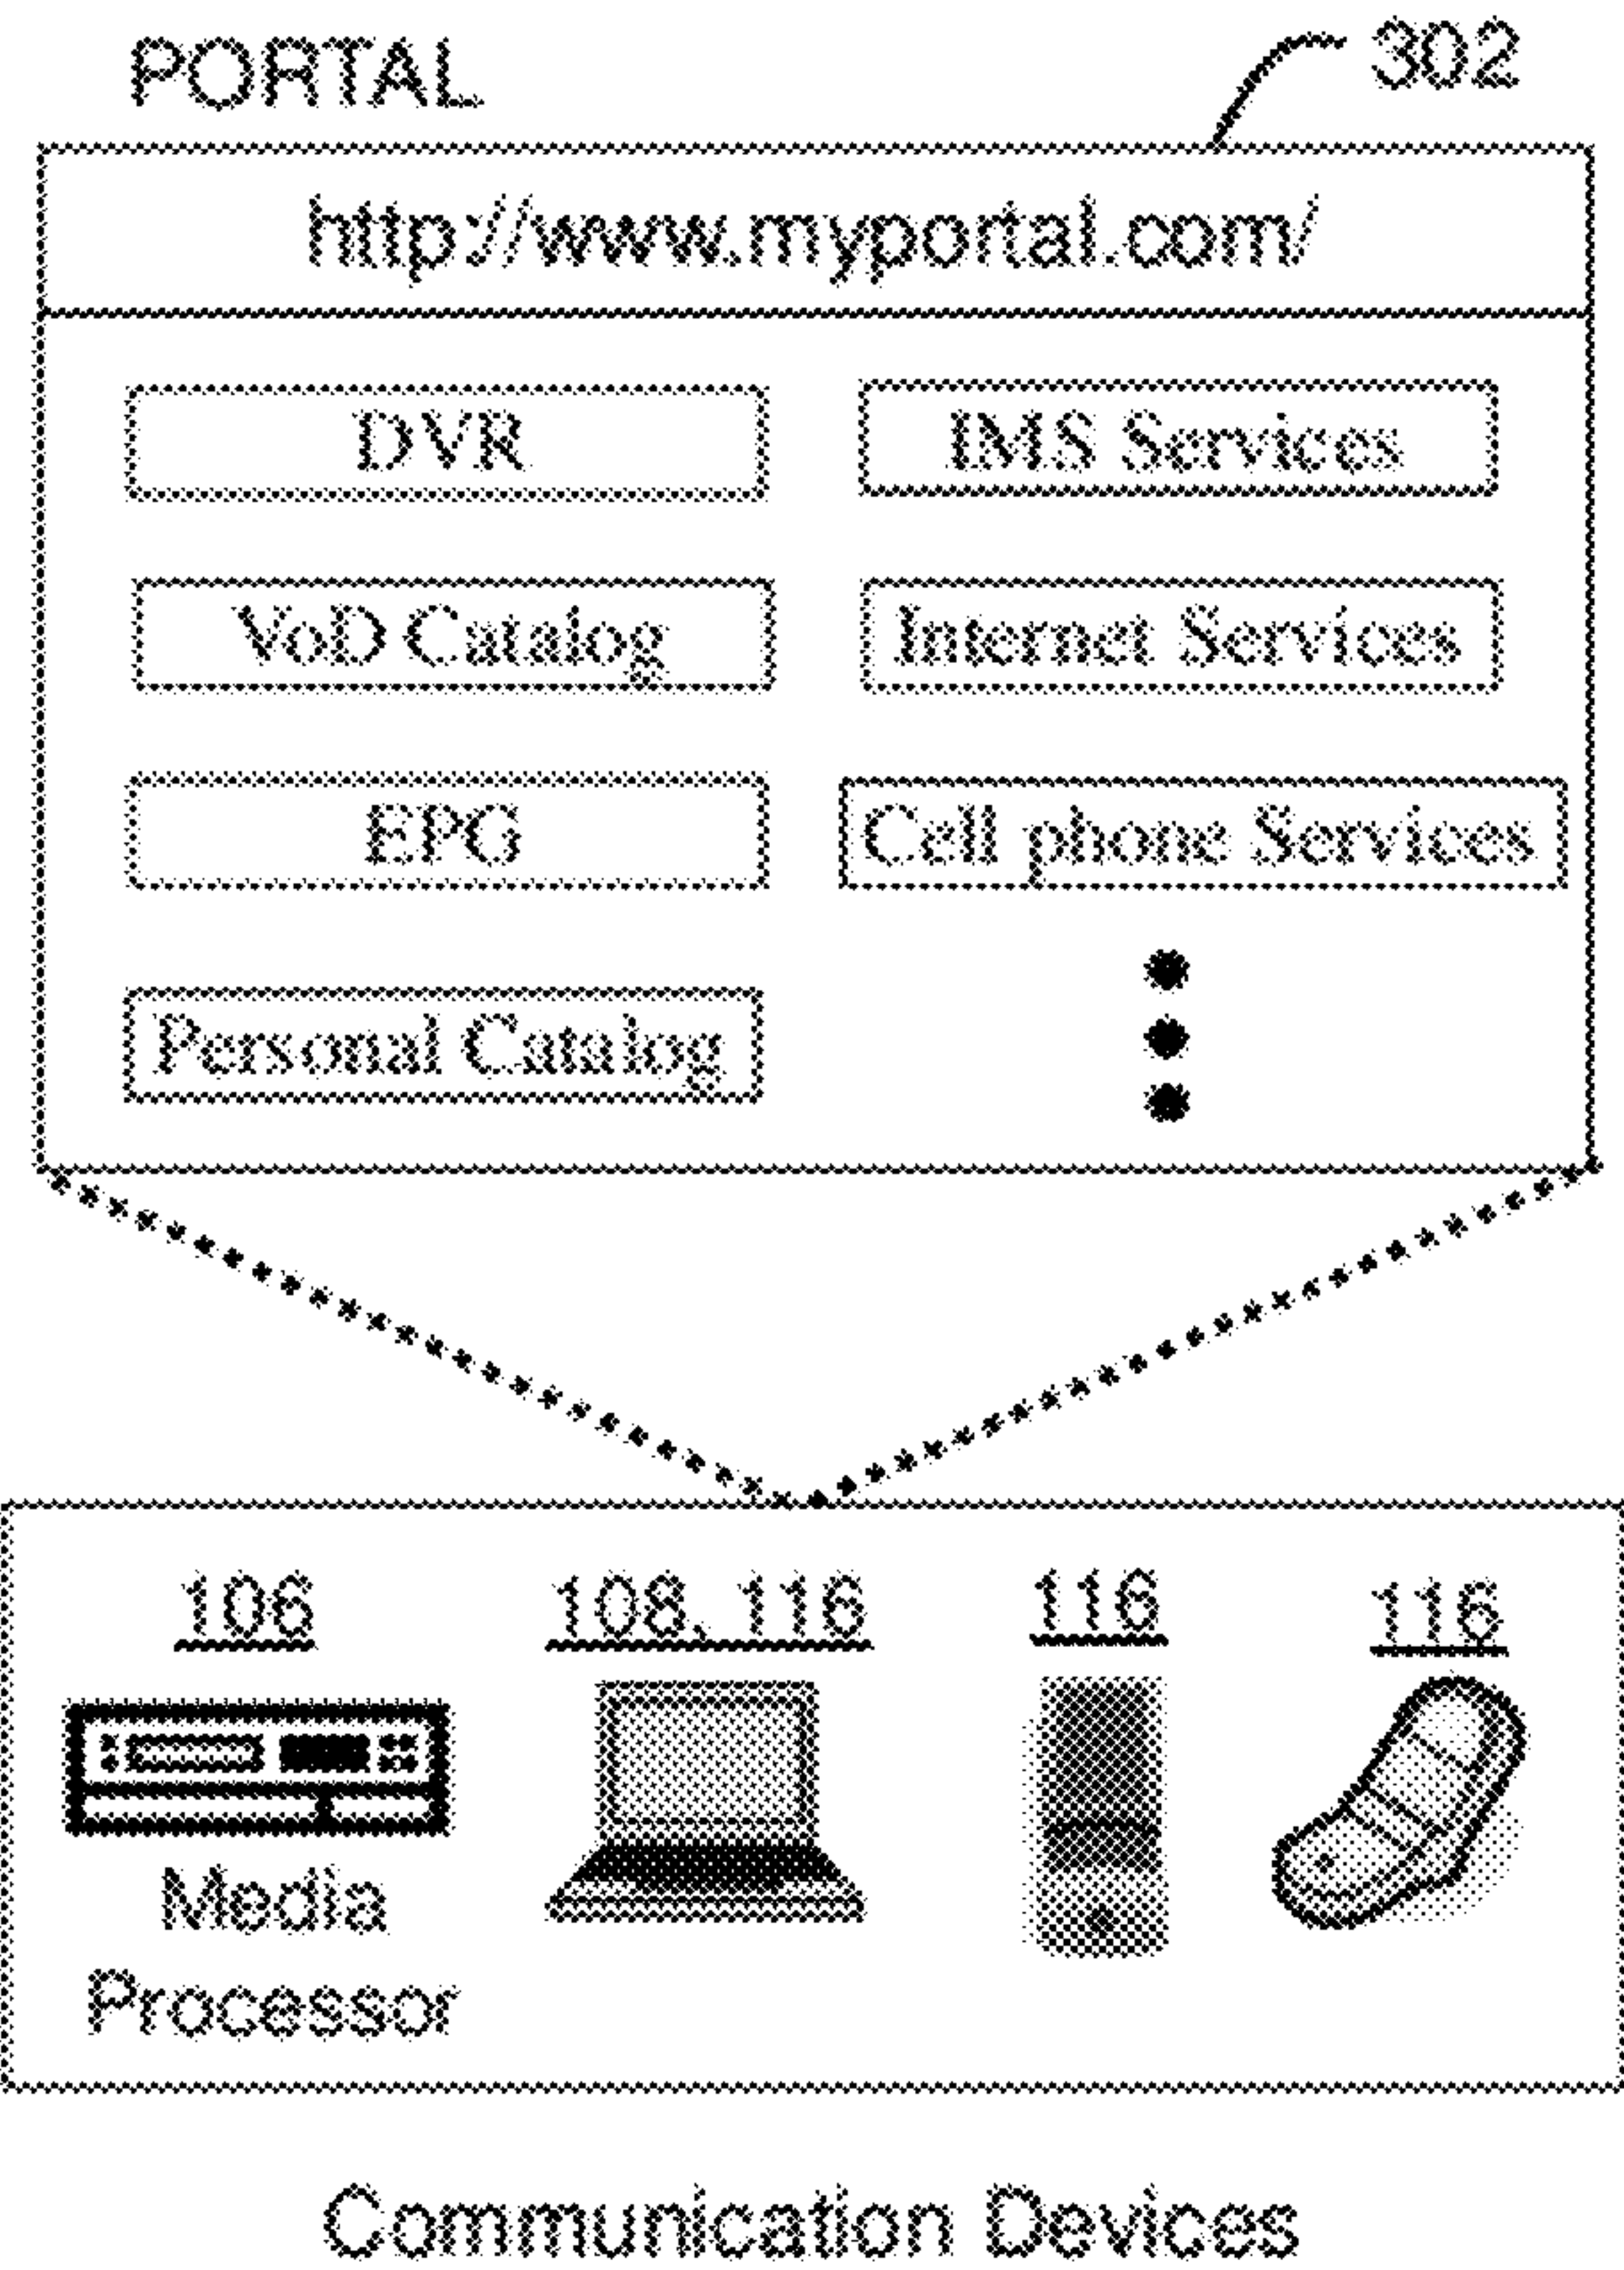 PORTAL
302
http://www.myportal.com/
DVR
IMS Services
VoD Catalog
Internet Services
EPG
Cell phone Services
Personal Catalog
106
108, 116
116
116
Media
Processor
Communication Devices